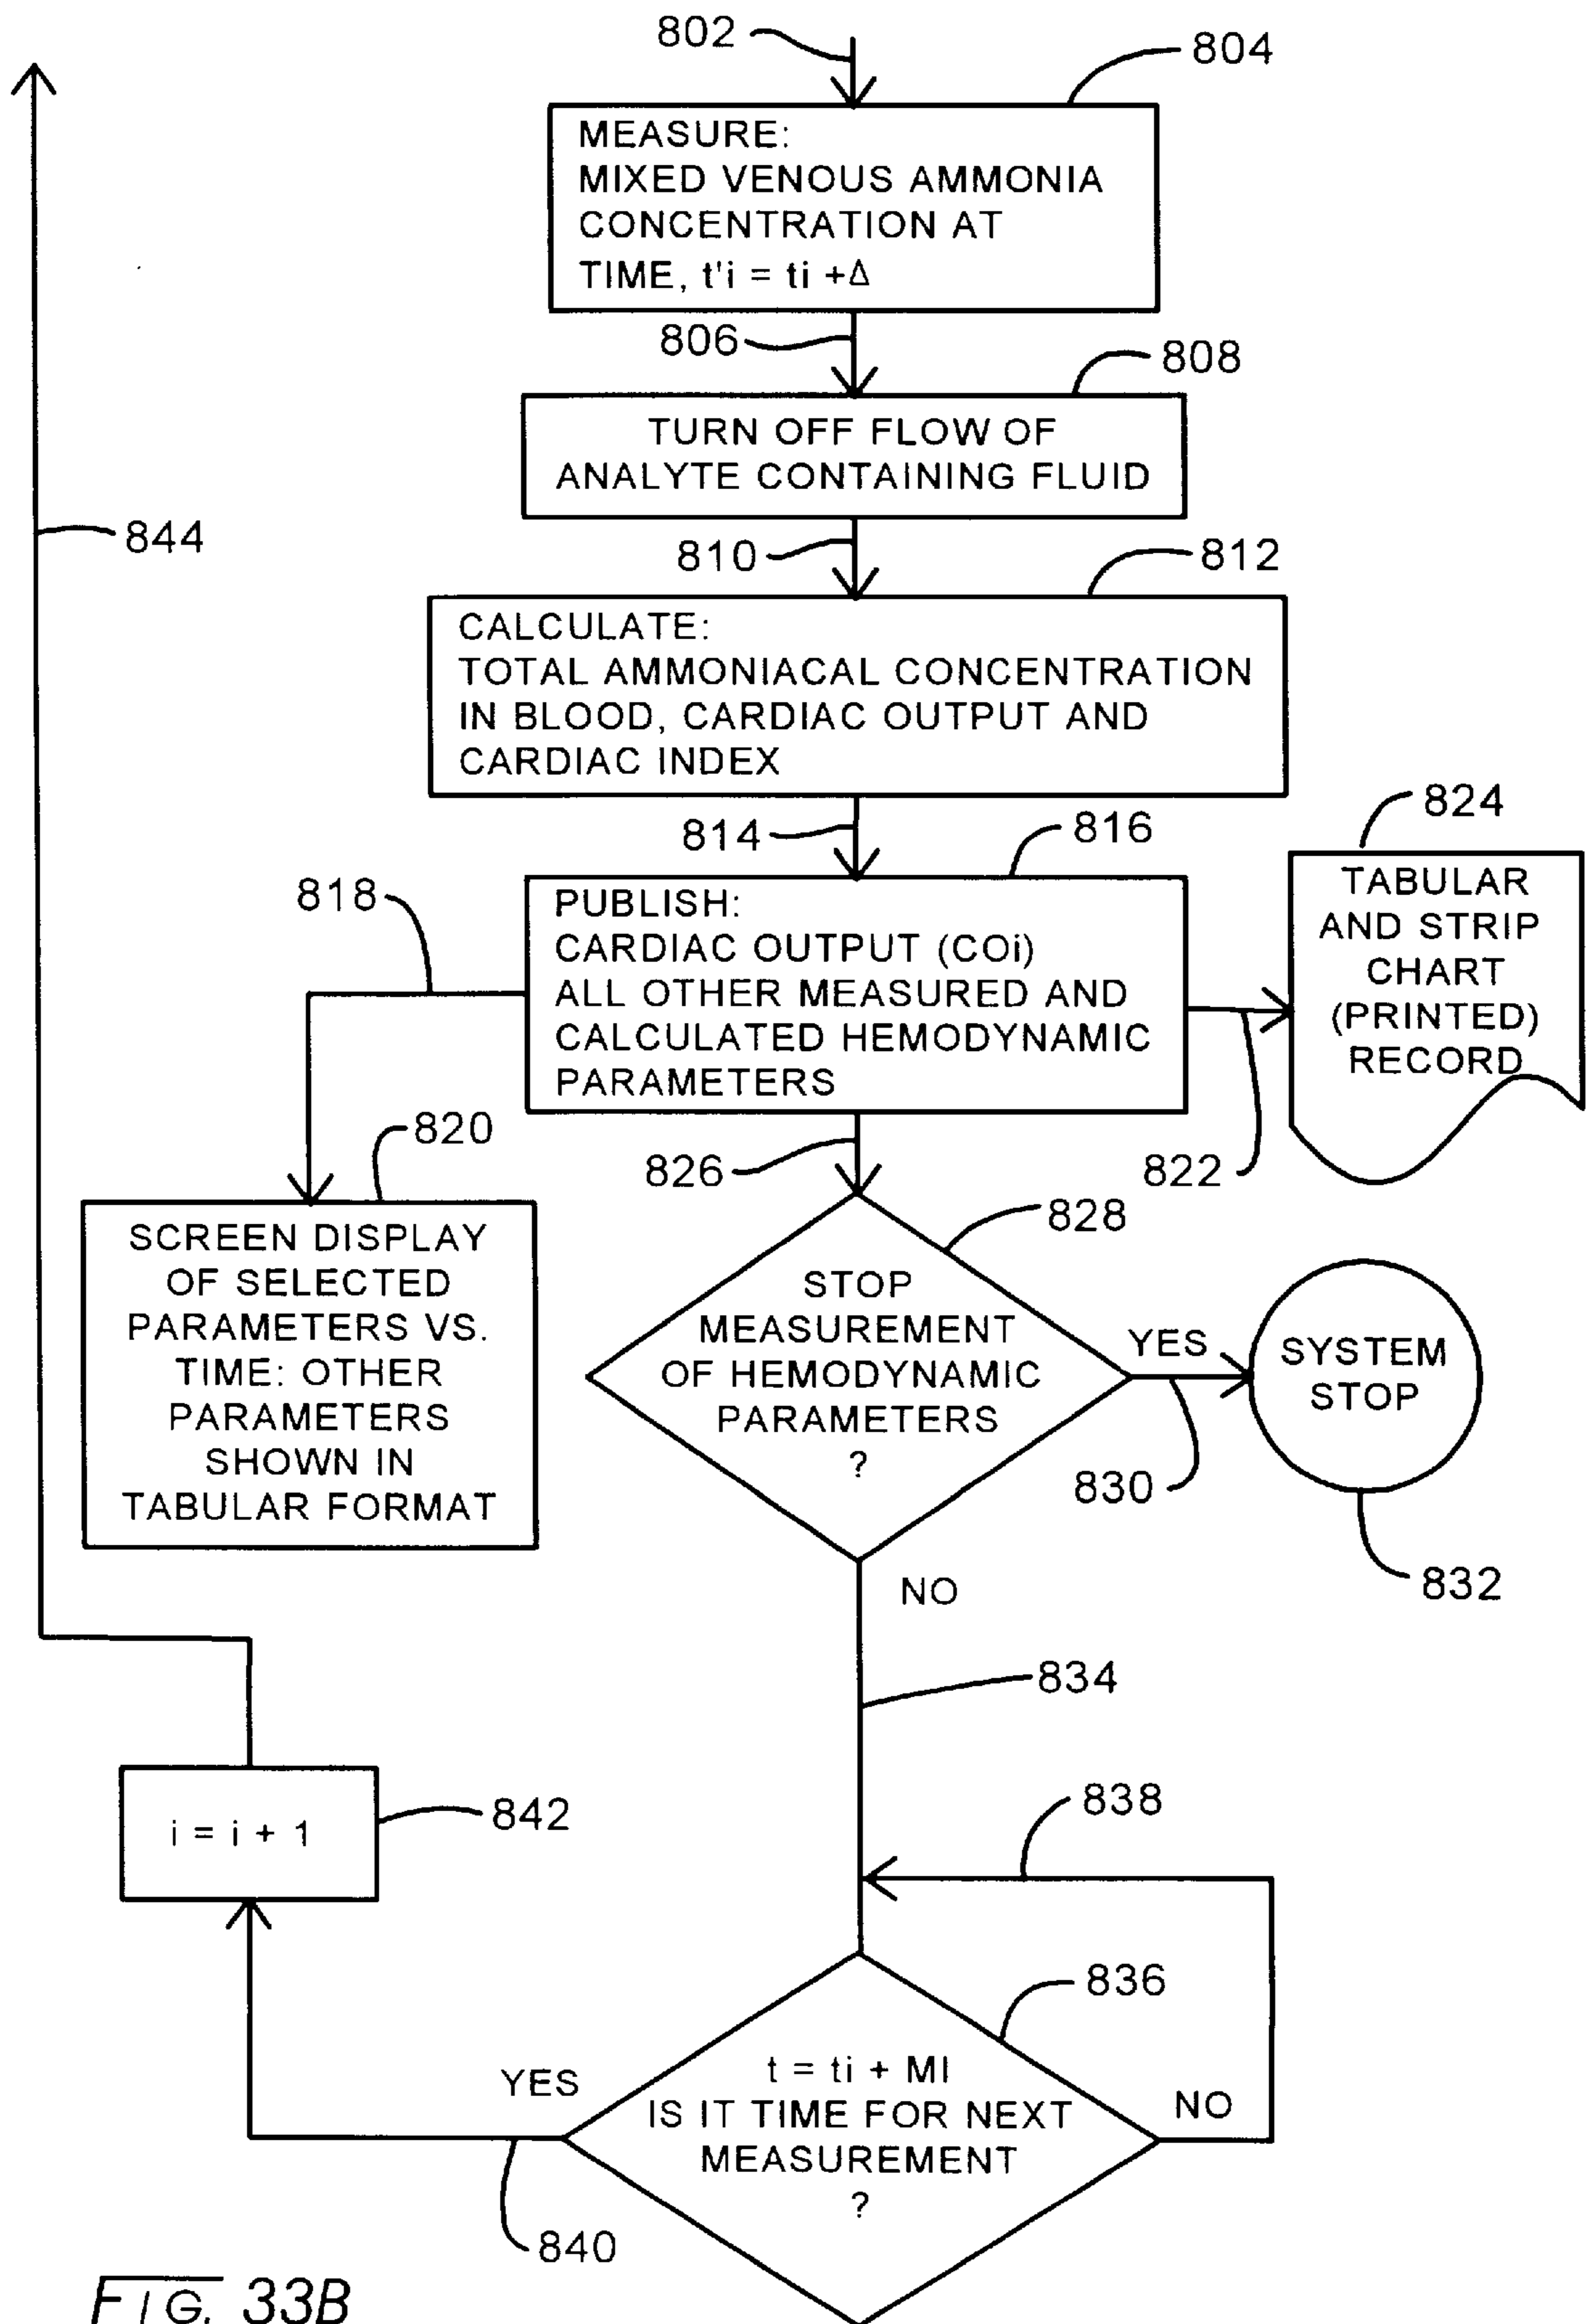 802
804
MEASURE:
MIXED VENOUS AMMONIA
CONCENTRATION AT
TIME, t'i = ti +Δ
806
808
TURN OFF FLOW OF
ANALYTE CONTAINING FLUID
844
810
812
CALCULATE:
TOTAL AMMONIACAL CONCENTRATION
IN BLOOD, CARDIAC OUTPUT AND
CARDIAC INDEX
814
816
824
818
PUBLISH:
CARDIAC OUTPUT (COi)
ALL OTHER MEASURED AND
CALCULATED HEMODYNAMIC
PARAMETERS
TABULAR
AND STRIP
CHART
(PRINTED)
RECORD
820
826
822
828
SCREEN DISPLAY
OF SELECTED
PARAMETERS VS.
TIME: OTHER
PARAMETERS
SHOWN IN
TABULAR FORMAT
STOP
MEASUREMENT
OF HEMODYNAMIC
PARAMETERS
?
YES
830
SYSTEM
STOP
832
NO
834
i = i + 1
842
838
836
t = ti + MI
IS IT TIME FOR NEXT
MEASUREMENT
?
YES
NO
840
FIG. 33B